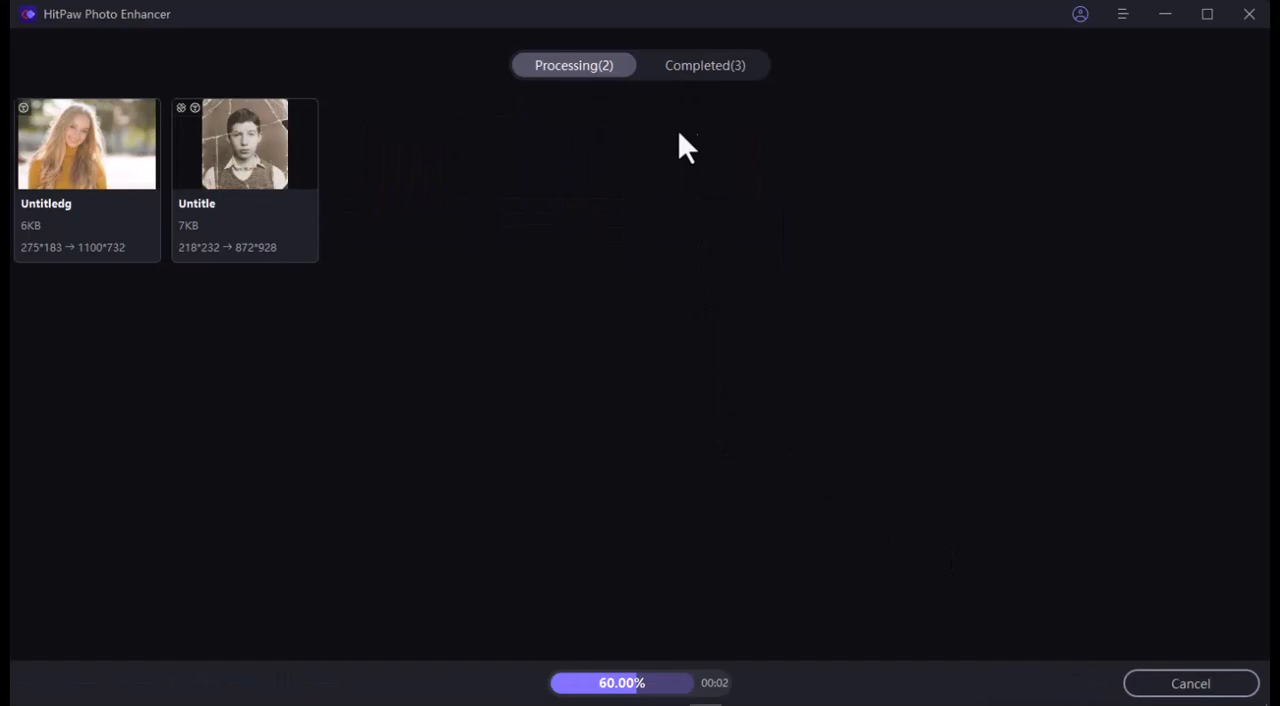 HitPaw Photo Enhancer
Processing(2)
Completed(3)
Untitledg
6KB
275*183 → 1100*732
Untitle
7KB
218*232 → 872*928
60.00%
00:02
Cancel